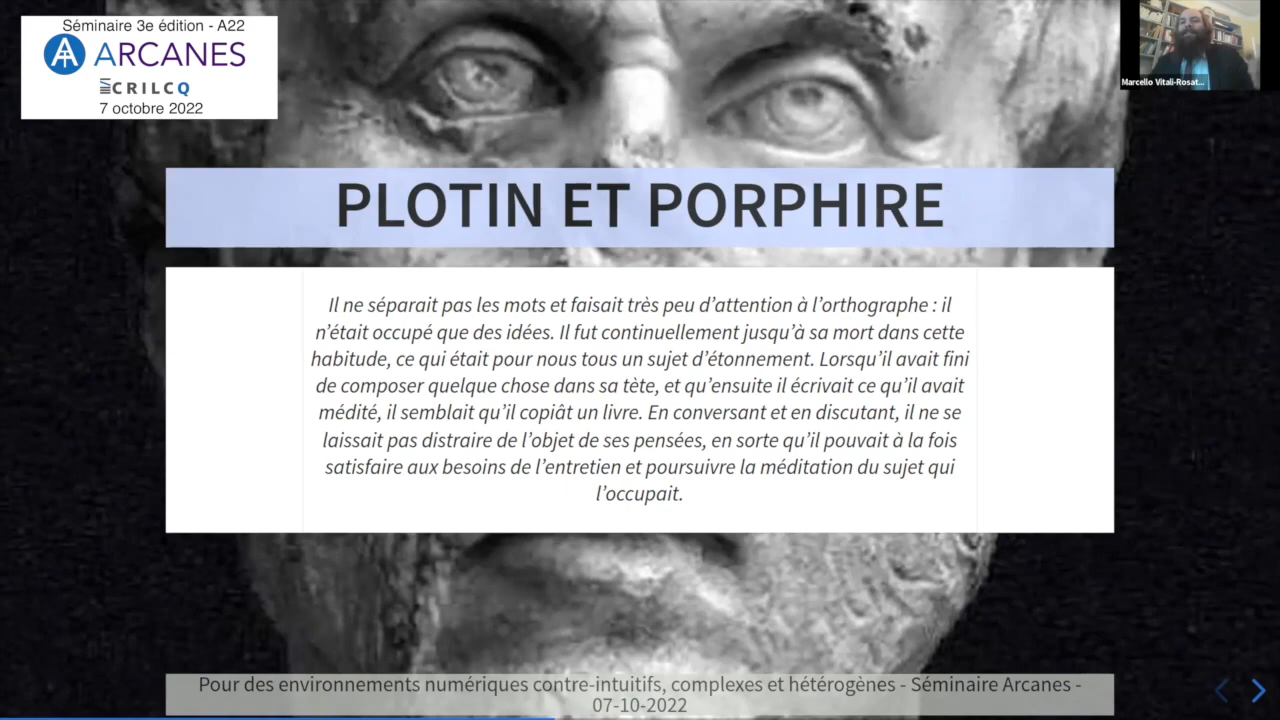 Séminaire 3e édition - A22
ARCANES
CRILCQ
7 octobre 2022
Marcello Vitali-Rosat...
PLOTIN ET PORPHIRE
Il ne séparait pas les mots et faisait très peu d’attention à l’orthographe : il
n’était occupé que des idées. Il fut continuellement jusqu’à sa mort dans cette
habitude, ce qui était pour nous tous un sujet d’étonnement. Lorsqu’il avait fini
de composer quelque chose dans sa tète, et qu’ensuite il écrivait ce qu’il avait
médité, il semblait qu’il copiât un livre. En conversant et en discutant, il ne se
laissait pas distraire de l’objet de ses pensées, en sorte qu’il pouvait à la fois
satisfaire aux besoins de l’entretien et poursuivre la méditation du sujet qui
l’occupait.
Pour des environnements numériques contre-intuitifs, complexes et hétérogènes - Séminaire Arcanes -
07-10-2022